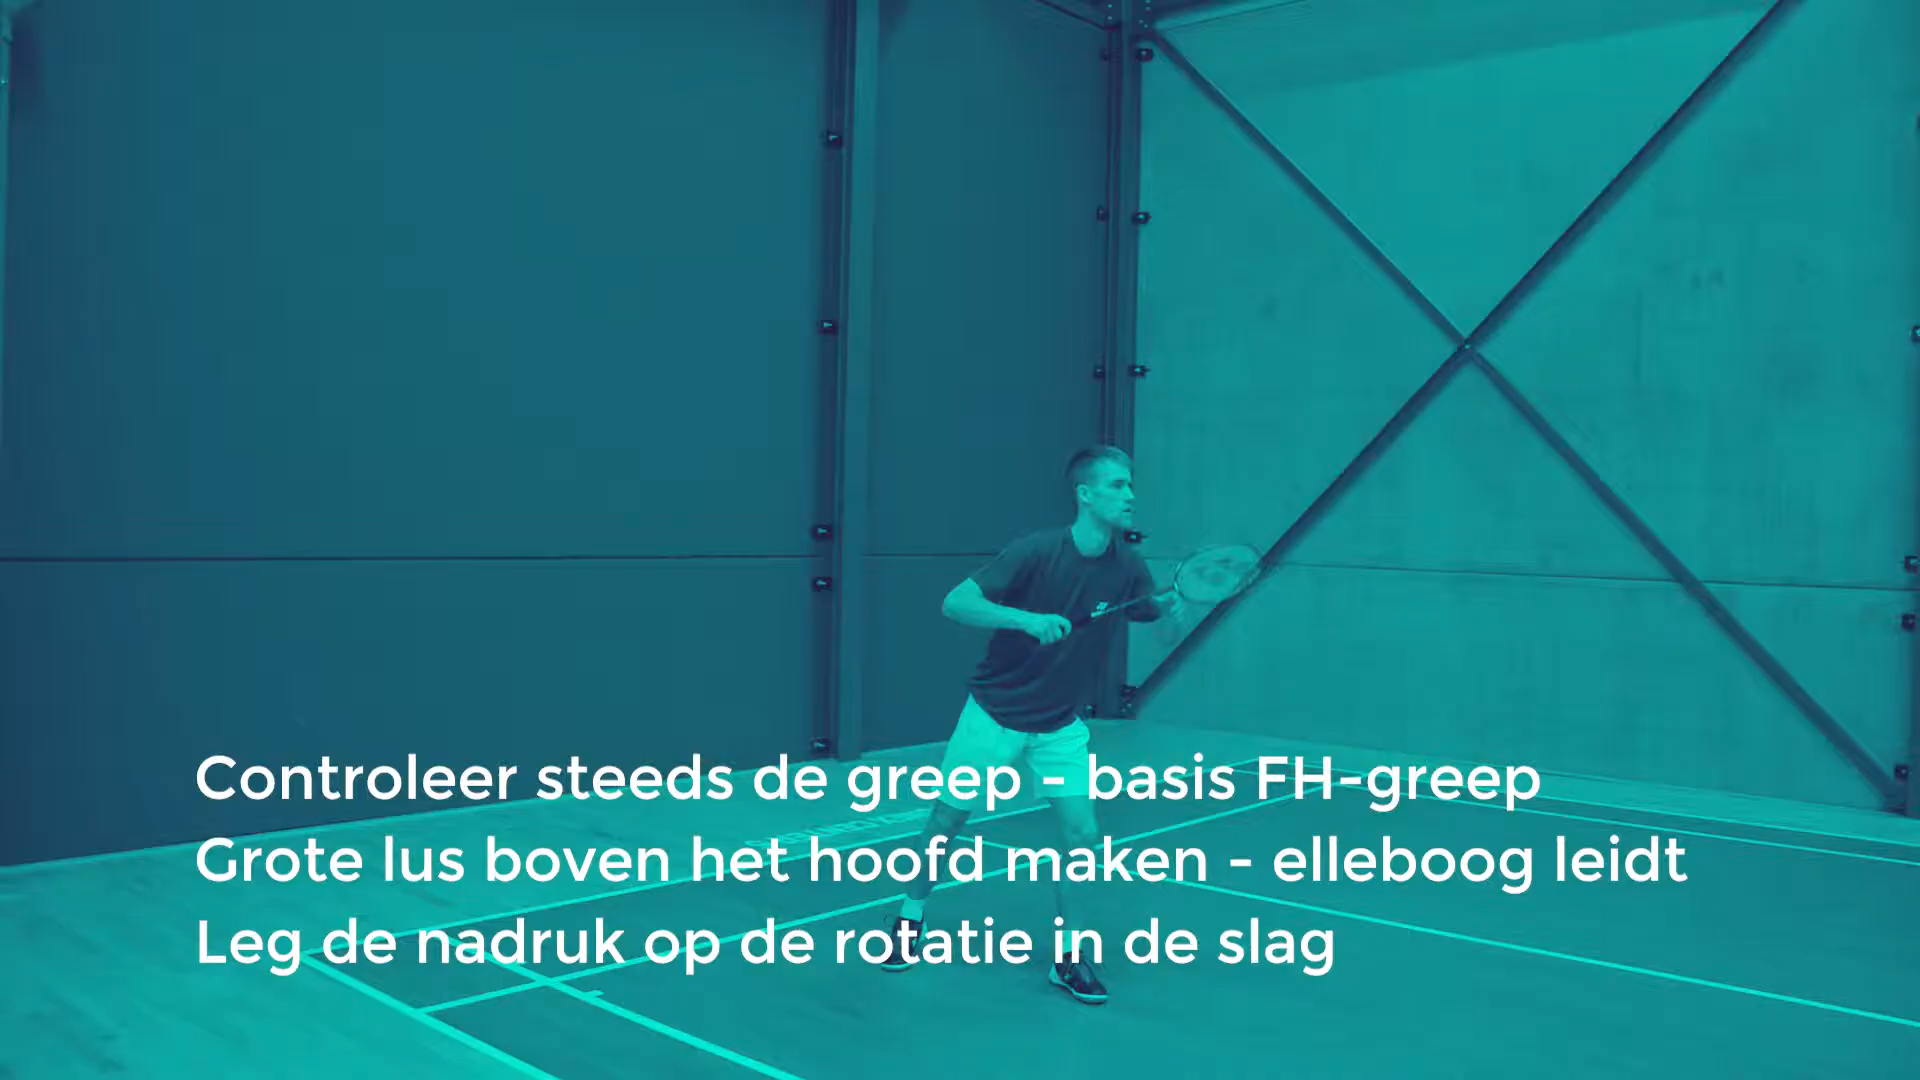 Controleer steeds de greep - basis FH-greep
Grote lus boven het hoofd maken - elleboog leidt
Leg de nadruk op de rotatie in de slag